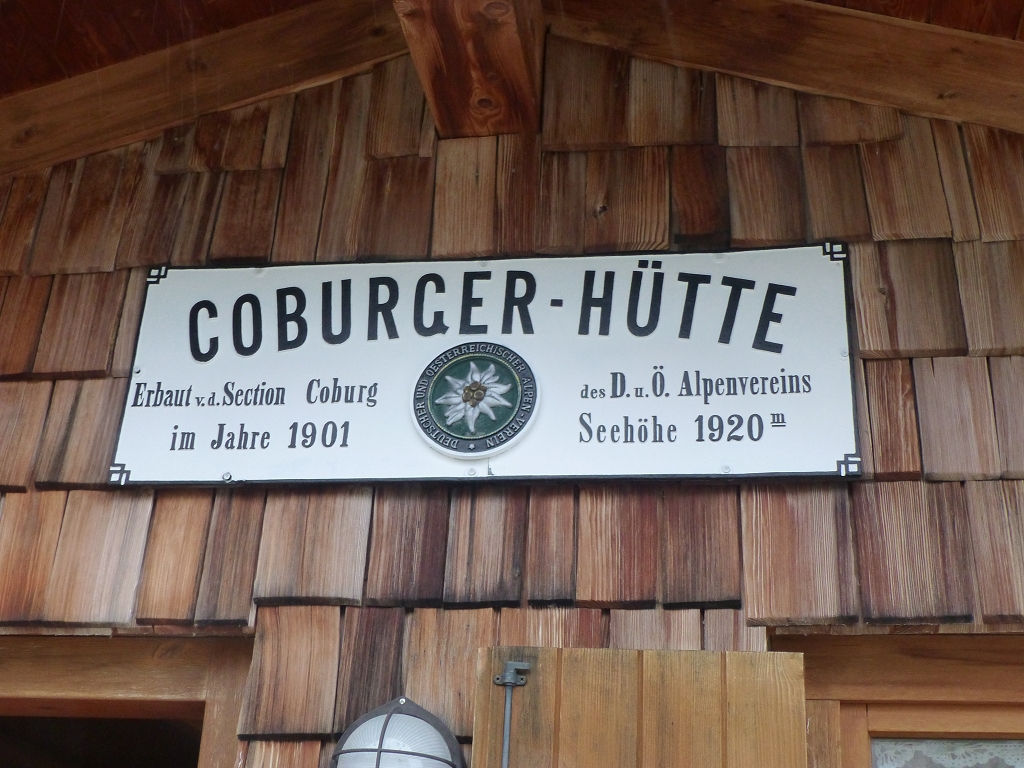 COBURGER-HÜTTE
Erbaut v. d. Section Coburg
im Jahre 1901
DEUTSCHER UND OESTERREICHISCHER ALPEN-VEREIN
des D. u. Ö. Alpenvereins
Seehöhe 1920 m